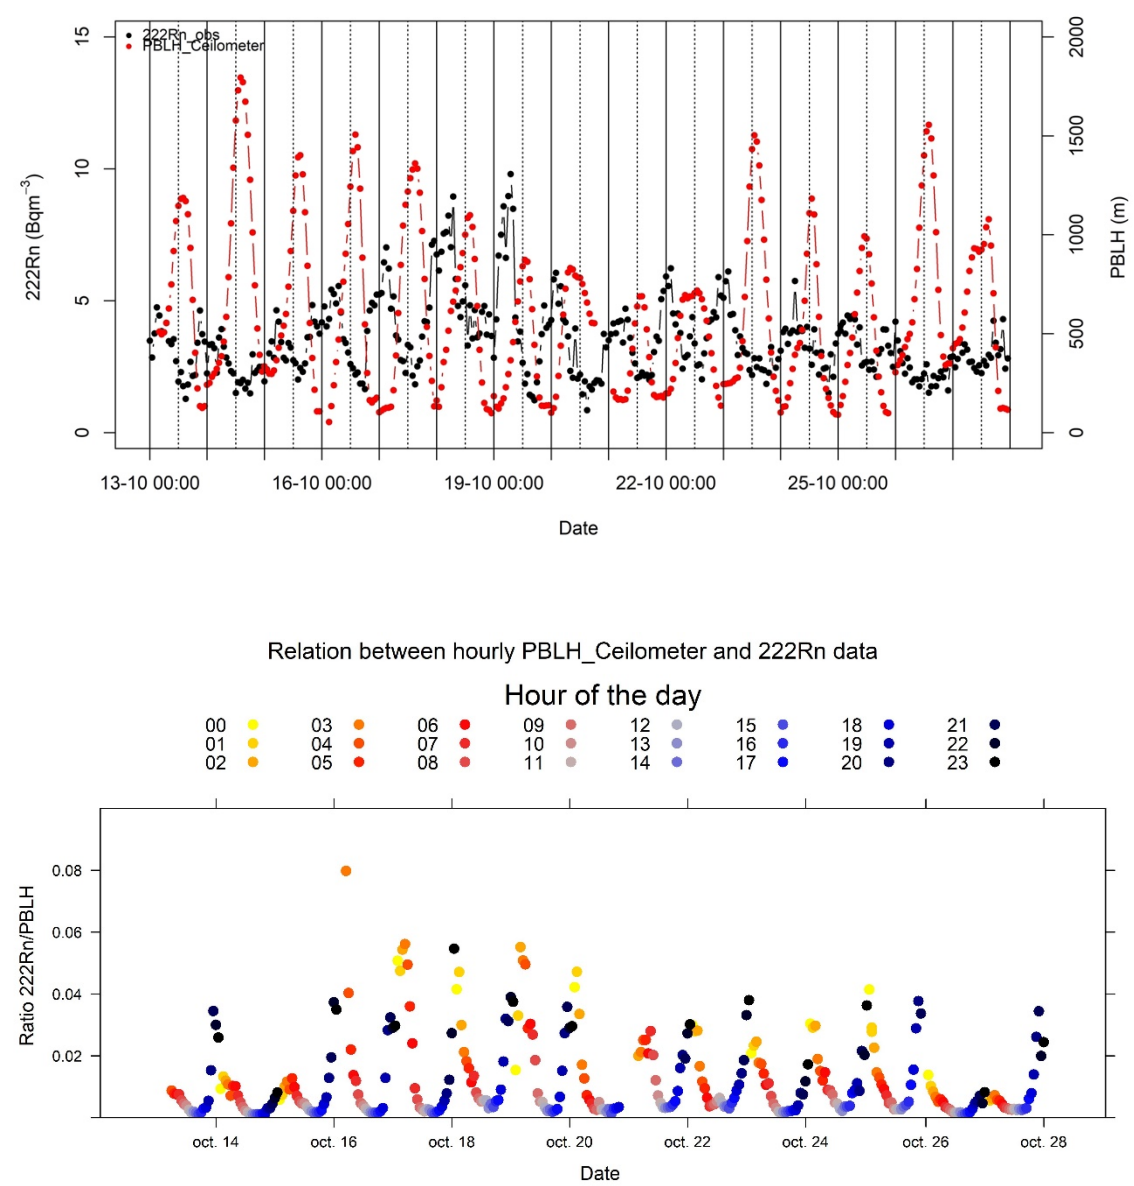 222Rn_obs
PBLH_Ceilometer
15
10
5
0
222Rn (Bqm⁻³)
2000
1500
1000
500
0
PBLH (m)
13-10 00:00 16-10 00:00 19-10 00:00 22-10 00:00 25-10 00:00
Date
Relation between hourly PBLH_Ceilometer and 222Rn data
Hour of the day
00 03 06 09 12 15 18 21
01 04 07 10 13 16 19 22
02 05 08 11 14 17 20 23
0.08
0.06
0.04
0.02
Ratio 222Rn/PBLH
oct. 14 oct. 16 oct. 18 oct. 20 oct. 22 oct. 24 oct. 26 oct. 28
Date